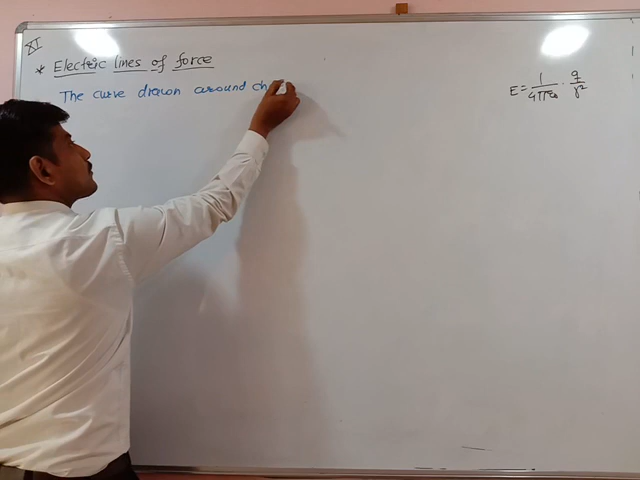 XI
* Electric lines of force
The curve drawn around ch
E = 1/4πε₀ · q/r²